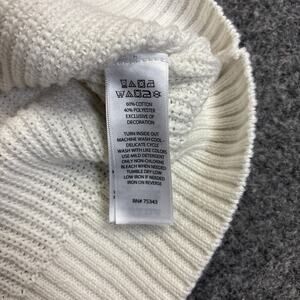 60% COTTON
40% POLYESTER
EXCLUSIVE OF
DECORATION
TURN INSIDE OUT
MACHINE WASH COOL
DELICATE CYCLE
WASH WITH LIKE COLORS
USE MILD DETERGENT
ONLY NON-CHLORINE
BLEACH WHEN NEEDED
TUMBLE DRY LOW
LOW IRON IF NEEDED
IRON ON REVERSE
RN# 75343